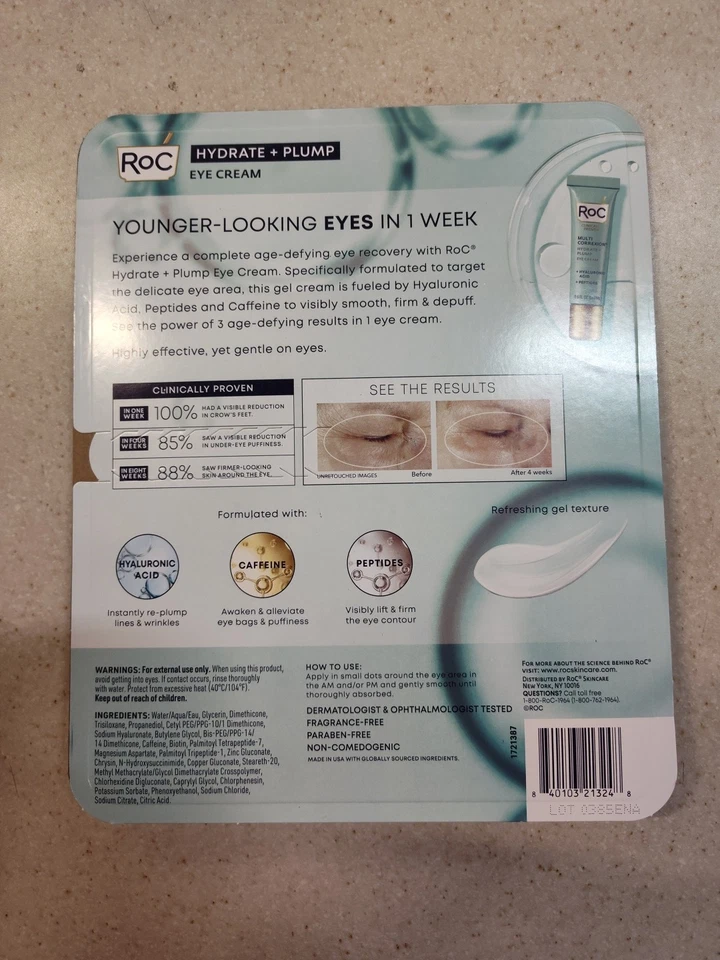 RoC
HYDRATE + PLUMP
EYE CREAM
YOUNGER-LOOKING EYES IN 1 WEEK
Experience a complete age-defying eye recovery with RoC®
Hydrate + Plump Eye Cream. Specifically formulated to target
the delicate eye area, this gel cream is fueled by Hyaluronic
Acid, Peptides and Caffeine to visibly smooth, firm & depuff.
See the power of 3 age-defying results in 1 eye cream.
Highly effective, yet gentle on eyes.
RoC
MULTI
CORREXION
HYDRATE
PLUMP
EYE CREAM
+ HYALURONIC
ACID
+ PEPTIDES
CLINICALLY PROVEN
IN ONE WEEK 100% HAD A VISIBLE REDUCTION
IN CROW'S FEET.
IN FOUR WEEKS 85% SAW A VISIBLE REDUCTION
IN UNDER-EYE PUFFINESS.
IN EIGHT WEEKS 88% SAW FIRMER-LOOKING
SKIN AROUND THE EYE.
SEE THE RESULTS
UNRETOUCHED IMAGES Before After 4 weeks
Formulated with:
HYALURONIC
ACID
Instantly re-plump
lines & wrinkles
CAFFEINE
Awaken & alleviate
eye bags & puffiness
PEPTIDES
Visibly lift & firm
the eye contour
Refreshing gel texture
WARNINGS: For external use only. When using this product,
avoid getting into eyes. If contact occurs, rinse thoroughly
with water. Protect from excessive heat (40°C/104°F).
Keep out of reach of children.
INGREDIENTS: Water/Aqua/Eau, Glycerin, Dimethicone,
Trisiloxane, Propanediol, Cetyl PEG/PPG-10/1 Dimethicone,
Sodium Hyaluronate, Butylene Glycol, Bis-PEG/PPG-14/
14 Dimethicone, Caffeine, Biotin, Palmitoyl Tetrapeptide-7,
Magnesium Aspartate, Palmitoyl Tripeptide-1, Zinc Gluconate,
Chrysin, N-Hydroxysuccinimide, Copper Gluconate, Steareth-20,
Methyl Methacrylate/Glycol Dimethacrylate Crosspolymer,
Chlorhexidine Digluconate, Caprylyl Glycol, Chlorphenesin,
Potassium Sorbate, Phenoxyethanol, Sodium Chloride,
Sodium Citrate, Citric Acid.
HOW TO USE:
Apply in small dots around the eye area in
the AM and/or PM and gently smooth until
thoroughly absorbed.
DERMATOLOGIST & OPHTHALMOLOGIST TESTED
FRAGRANCE-FREE
PARABEN-FREE
NON-COMEDOGENIC
MADE IN USA WITH GLOBALLY SOURCED INGREDIENTS.
1721387
FOR MORE ABOUT THE SCIENCE BEHIND RoC®
VISIT: www.rocskincare.com.
DISTRIBUTED BY RoC® SKINCARE
NEW YORK, NY 10016
QUESTIONS? Call toll free
1-800-RoC-1964 (1-800-762-1964).
©ROC
8 40103 21324 8
LOT 0385ENA